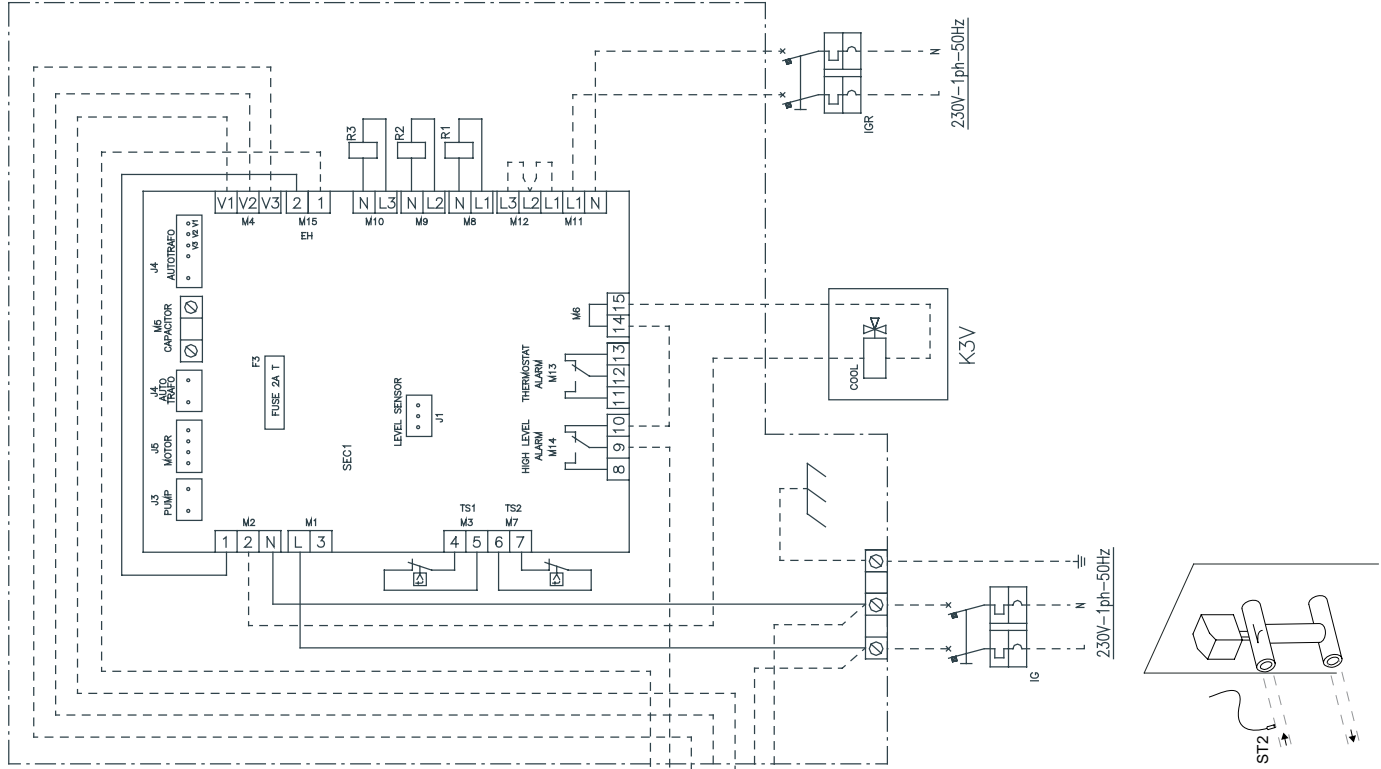 230V-1ph-50Hz
N
IGR
R3
R2
R1
V1 V2 V3 2 1 N L3 N L2 N L1 L3 L2 L1 L1 N
M4 M15 M10 M9 M8 M12 M11
EH
J4
AUTOTRAFO
V3 V2 V1
M5
CAPACITOR
J4
AUTO
TRAFO
J5
MOTOR
J3
PUMP
F3
FUSE 2A T
LEVEL SENSOR
J1
SEC1
M6
15
14
THERMOSTAT
ALARM
M13
13
12
11
HIGH LEVEL
ALARM
M14
10
9
8
COOL
K3V
M2 M1
1 2 N L 3
TS1 TS2
M3 M7
4 5 6 7
t
t
IG
N
230V-1ph-50Hz
ST2